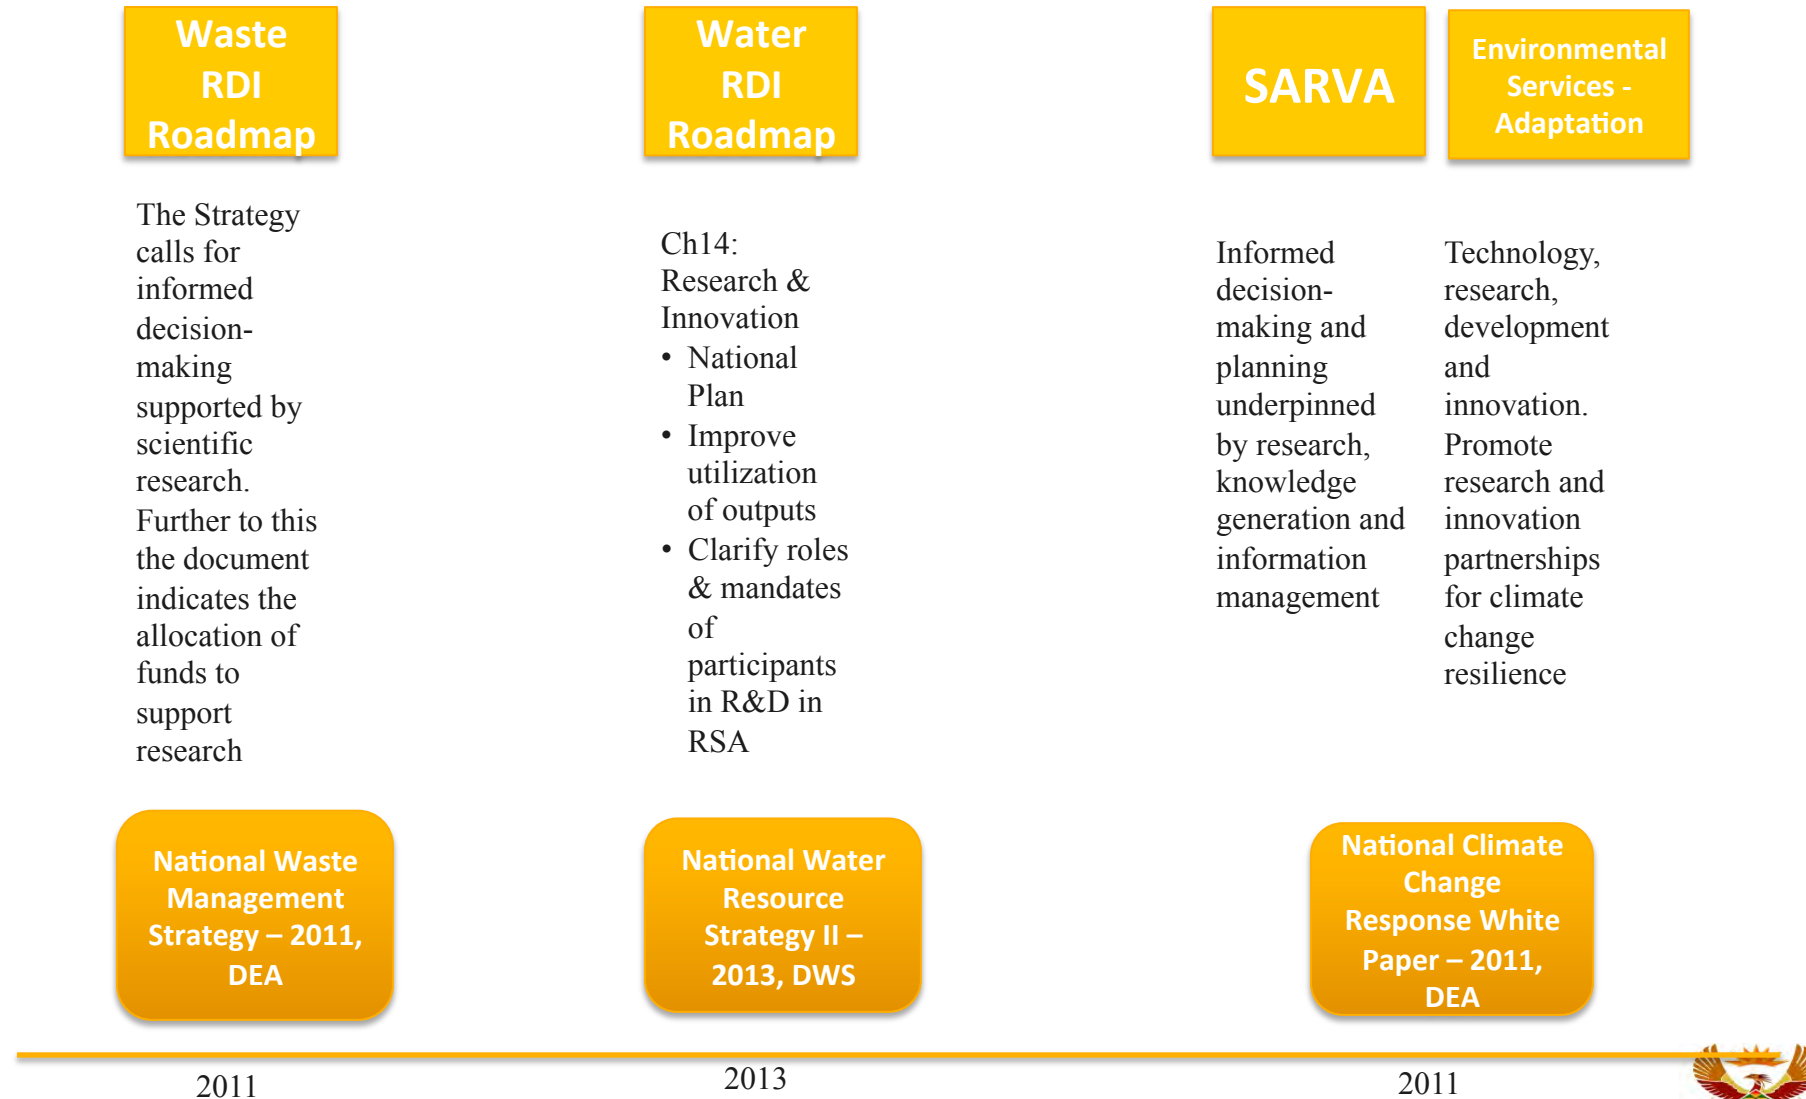 Waste
RDI
Roadmap
The Strategy
calls for
informed
decision-
making
supported by
scientific
research.
Further to this
the document
indicates the
allocation of
funds to
support
research
National Waste
Management
Strategy – 2011,
DEA
2011
Water
RDI
Roadmap
Ch14:
Research &
Innovation
• National
Plan
• Improve
utilization
of outputs
• Clarify roles
& mandates
of
participants
in R&D in
RSA
National Water
Resource
Strategy II –
2013, DWS
2013
SARVA
Informed
decision-
making and
planning
underpinned
by research,
knowledge
generation and
information
management
Environmental
Services -
Adaptation
Technology,
research,
development
and
innovation.
Promote
research and
innovation
partnerships
for climate
change
resilience
National Climate
Change
Response White
Paper – 2011,
DEA
2011